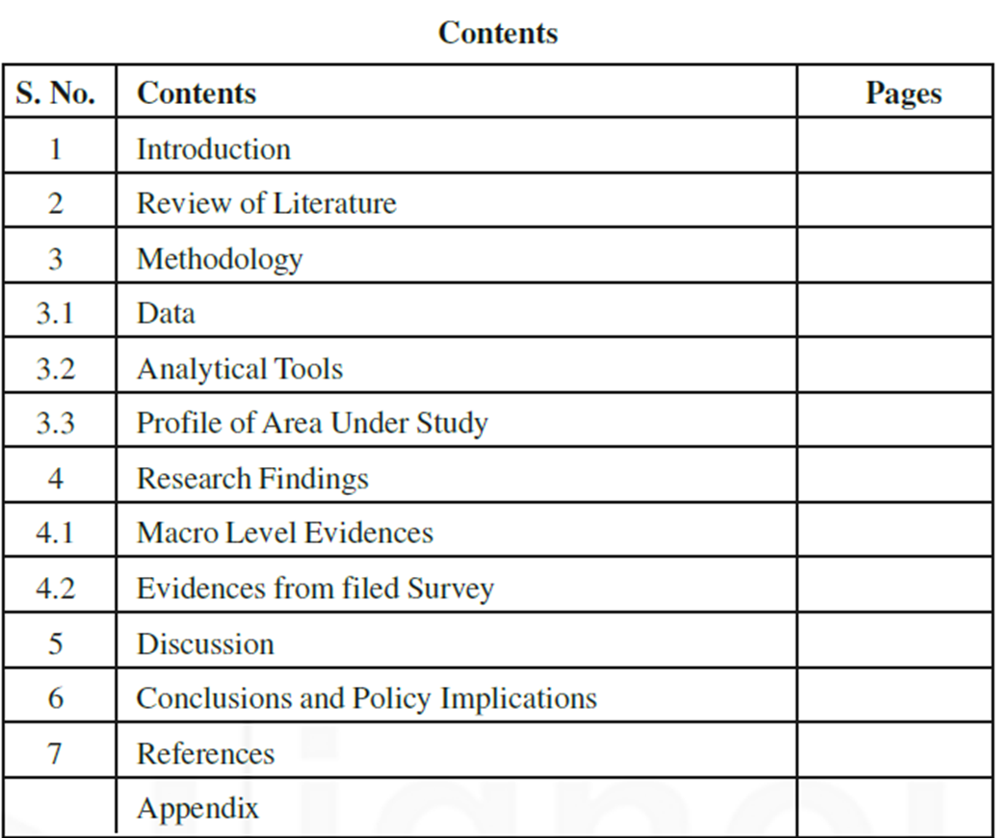 Contents
S. No. Contents Pages
1 Introduction
2 Review of Literature
3 Methodology
3.1 Data
3.2 Analytical Tools
3.3 Profile of Area Under Study
4 Research Findings
4.1 Macro Level Evidences
4.2 Evidences from filed Survey
5 Discussion
6 Conclusions and Policy Implications
7 References
Appendix